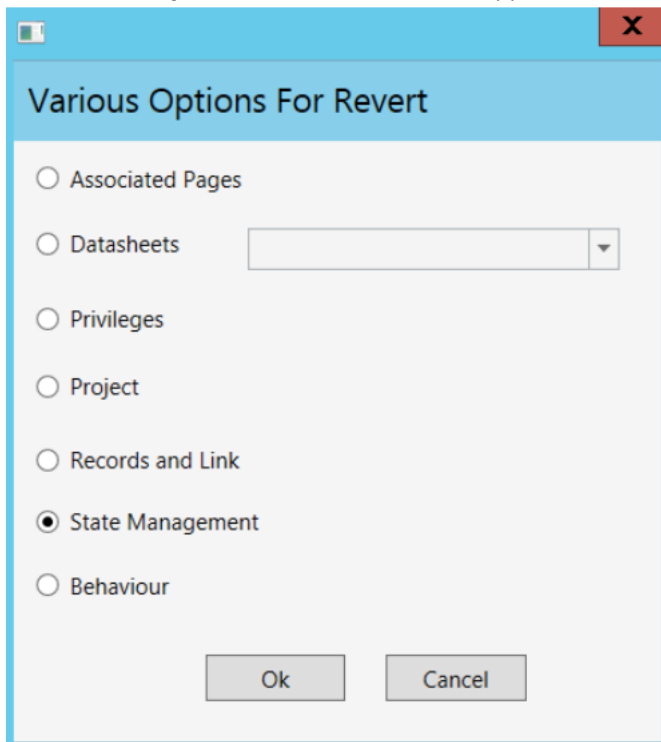 X
Various Options For Revert
Associated Pages
Datasheets
Privileges
Project
Records and Link
State Management
Behaviour
Ok Cancel